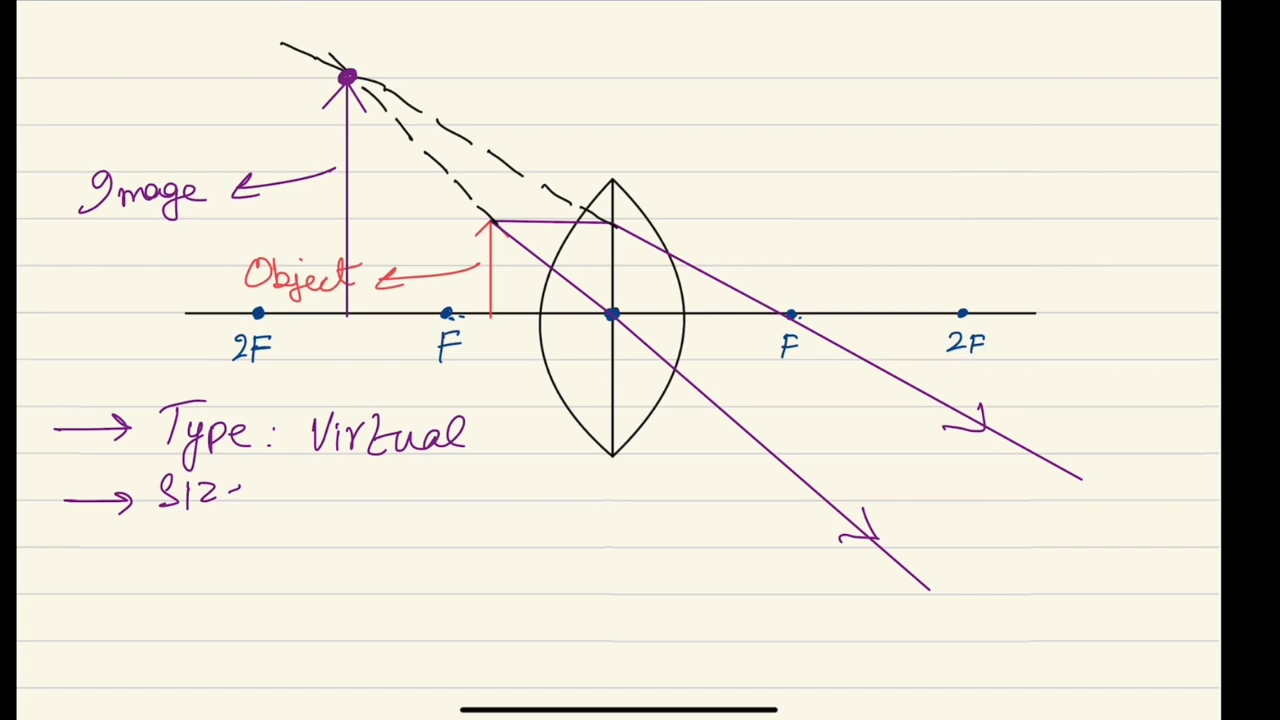 Image
Object
2F
F
F
2F
→ Type: Virtual
→ Siz